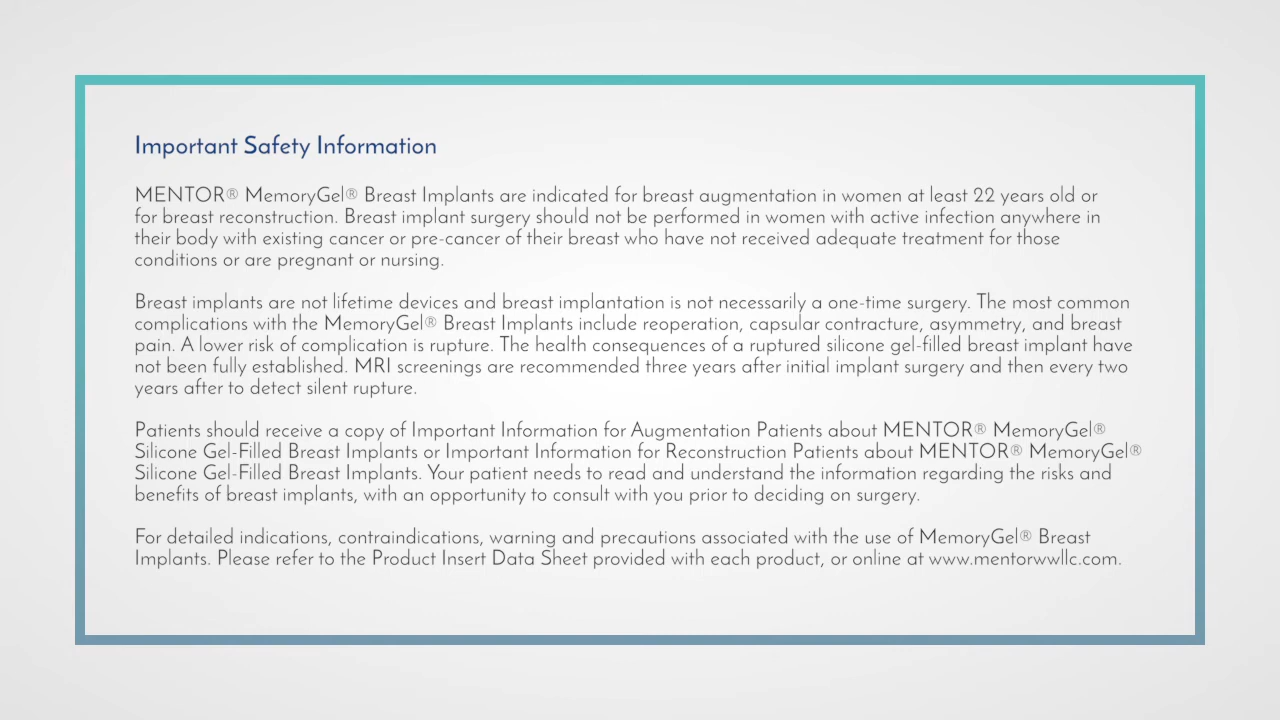 Important Safety Information
MENTOR® MemoryGel® Breast Implants are indicated for breast augmentation in women at least 22 years old or
for breast reconstruction. Breast implant surgery should not be performed in women with active infection anywhere in
their body with existing cancer or pre-cancer of their breast who have not received adequate treatment for those
conditions or are pregnant or nursing.
Breast implants are not lifetime devices and breast implantation is not necessarily a one-time surgery. The most common
complications with the MemoryGel® Breast Implants include reoperation, capsular contracture, asymmetry, and breast
pain. A lower risk of complication is rupture. The health consequences of a ruptured silicone gel-filled breast implant have
not been fully established. MRI screenings are recommended three years after initial implant surgery and then every two
years after to detect silent rupture.
Patients should receive a copy of Important Information for Augmentation Patients about MENTOR® MemoryGel®
Silicone Gel-Filled Breast Implants or Important Information for Reconstruction Patients about MENTOR® MemoryGel®
Silicone Gel-Filled Breast Implants. Your patient needs to read and understand the information regarding the risks and
benefits of breast implants, with an opportunity to consult with you prior to deciding on surgery.
For detailed indications, contraindications, warning and precautions associated with the use of MemoryGel® Breast
Implants. Please refer to the Product Insert Data Sheet provided with each product, or online at www.mentorwwllc.com.